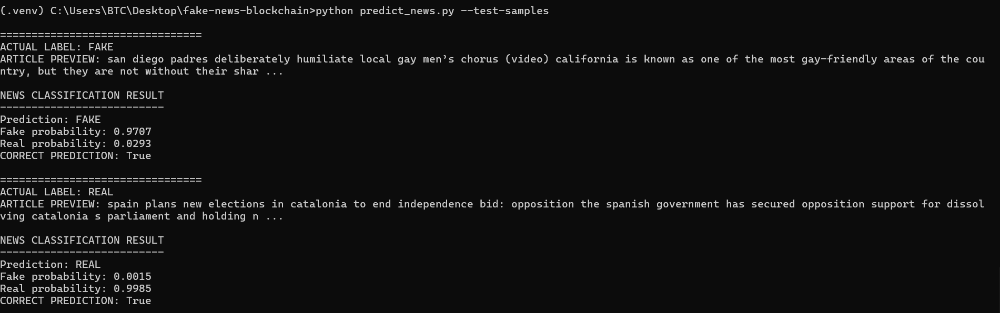 (.venv) C:\Users\BTC\Desktop\fake-news-blockchain>python predict_news.py --test-samples
================================
ACTUAL LABEL: FAKE
ARTICLE PREVIEW: san diego padres deliberately humiliate local gay men’s chorus (video) california is known as one of the most gay-friendly areas of the cou
ntry, but they are not without their shar ...
NEWS CLASSIFICATION RESULT
--------------------------
Prediction: FAKE
Fake probability: 0.9707
Real probability: 0.0293
CORRECT PREDICTION: True
================================
ACTUAL LABEL: REAL
ARTICLE PREVIEW: spain plans new elections in catalonia to end independence bid: opposition the spanish government has secured opposition support for dissol
ving catalonia s parliament and holding n ...
NEWS CLASSIFICATION RESULT
--------------------------
Prediction: REAL
Fake probability: 0.0015
Real probability: 0.9985
CORRECT PREDICTION: True